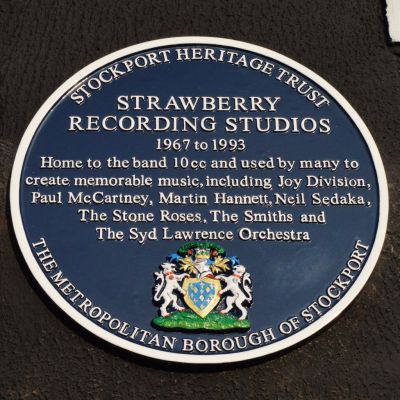 STOCKPORT HERITAGE TRUST
STRAWBERRY
RECORDING STUDIOS
1967 to 1993
Home to the band 10cc and used by many to
create memorable music, including Joy Division,
Paul McCartney, Martin Hannett, Neil Sedaka,
The Stone Roses, The Smiths and
The Syd Lawrence Orchestra
THE METROPOLITAN BOROUGH OF STOCKPORT